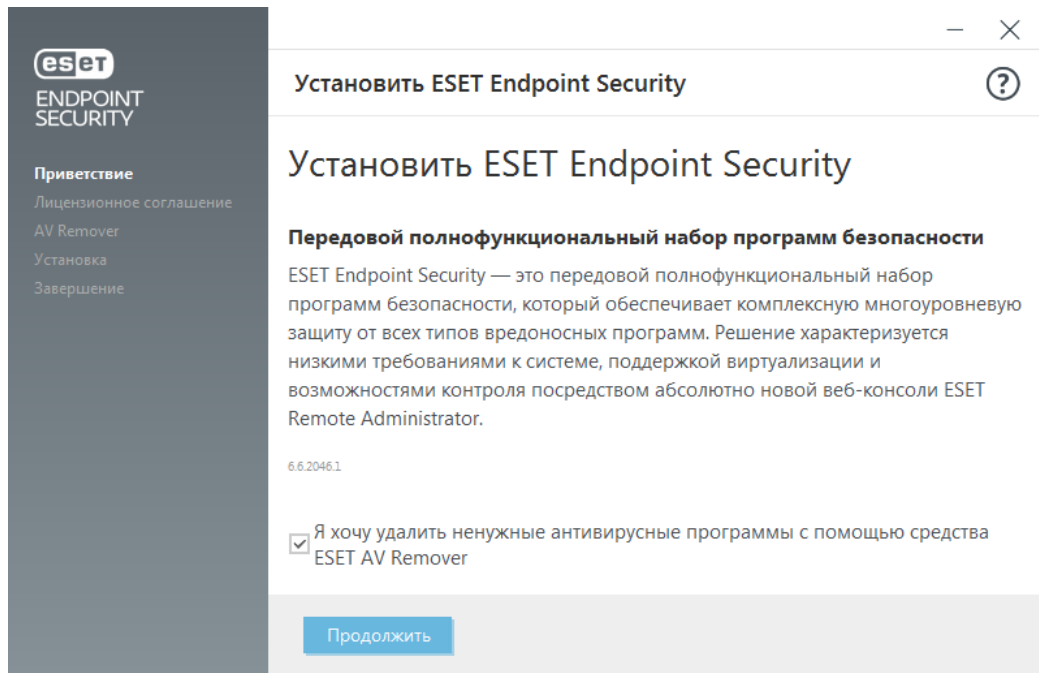 eset
ENDPOINT
SECURITY
Приветствие
Лицензионное соглашение
AV Remover
Установка
Завершение
Установить ESET Endpoint Security
?
Установить ESET Endpoint Security
Передовой полнофункциональный набор программ безопасности
ESET Endpoint Security — это передовой полнофункциональный набор
программ безопасности, который обеспечивает комплексную многоуровневую
защиту от всех типов вредоносных программ. Решение характеризуется
низкими требованиями к системе, поддержкой виртуализации и
возможностями контроля посредством абсолютно новой веб-консоли ESET
Remote Administrator.
6.6.2046.1
Я хочу удалить ненужные антивирусные программы с помощью средства
ESET AV Remover
Продолжить